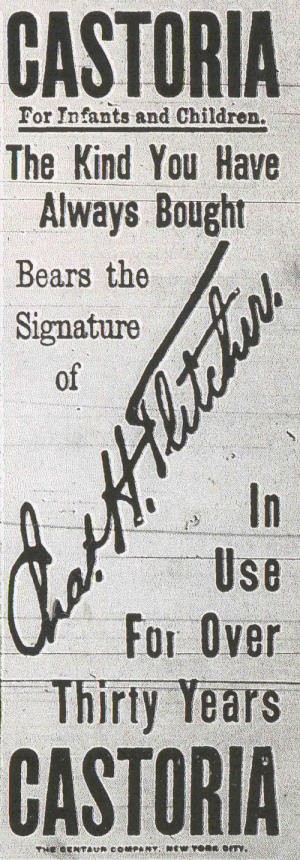 CASTORIA
For Infants and Children.
The Kind You Have
Always Bought
Bears the
Signature
of
Chas. H. Fletcher.
In
Use
For Over
Thirty Years
CASTORIA
THE CENTAUR COMPANY, NEW YORK CITY.